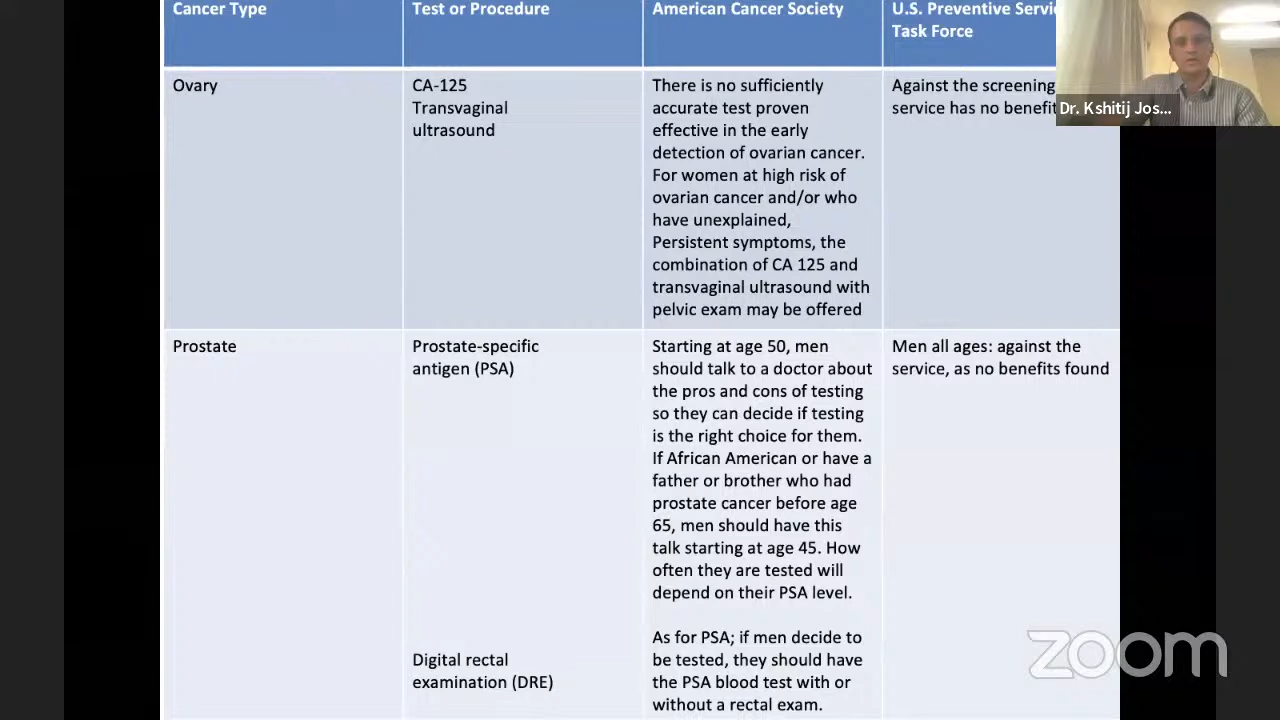 Cancer Type
Test or Procedure
American Cancer Society
U.S. Preventive
Task Force
Ovary
CA-125
Transvaginal
ultrasound
There is no sufficiently
accurate test proven
effective in the early
detection of ovarian cancer.
For women at high risk of
ovarian cancer and/or who
have unexplained,
Persistent symptoms, the
combination of CA 125 and
transvaginal ultrasound with
pelvic exam may be offered
Against the screening
service has no benefit
Prostate
Prostate-specific
antigen (PSA)
Starting at age 50, men
should talk to a doctor about
the pros and cons of testing
so they can decide if testing
is the right choice for them.
If African American or have a
father or brother who had
prostate cancer before age
65, men should have this
talk starting at age 45. How
often they are tested will
depend on their PSA level.
Men all ages: against the
service, as no benefits found
Digital rectal
examination (DRE)
As for PSA; if men decide to
be tested, they should have
the PSA blood test with or
without a rectal exam.
Dr. Kshitij Jos...
zoom